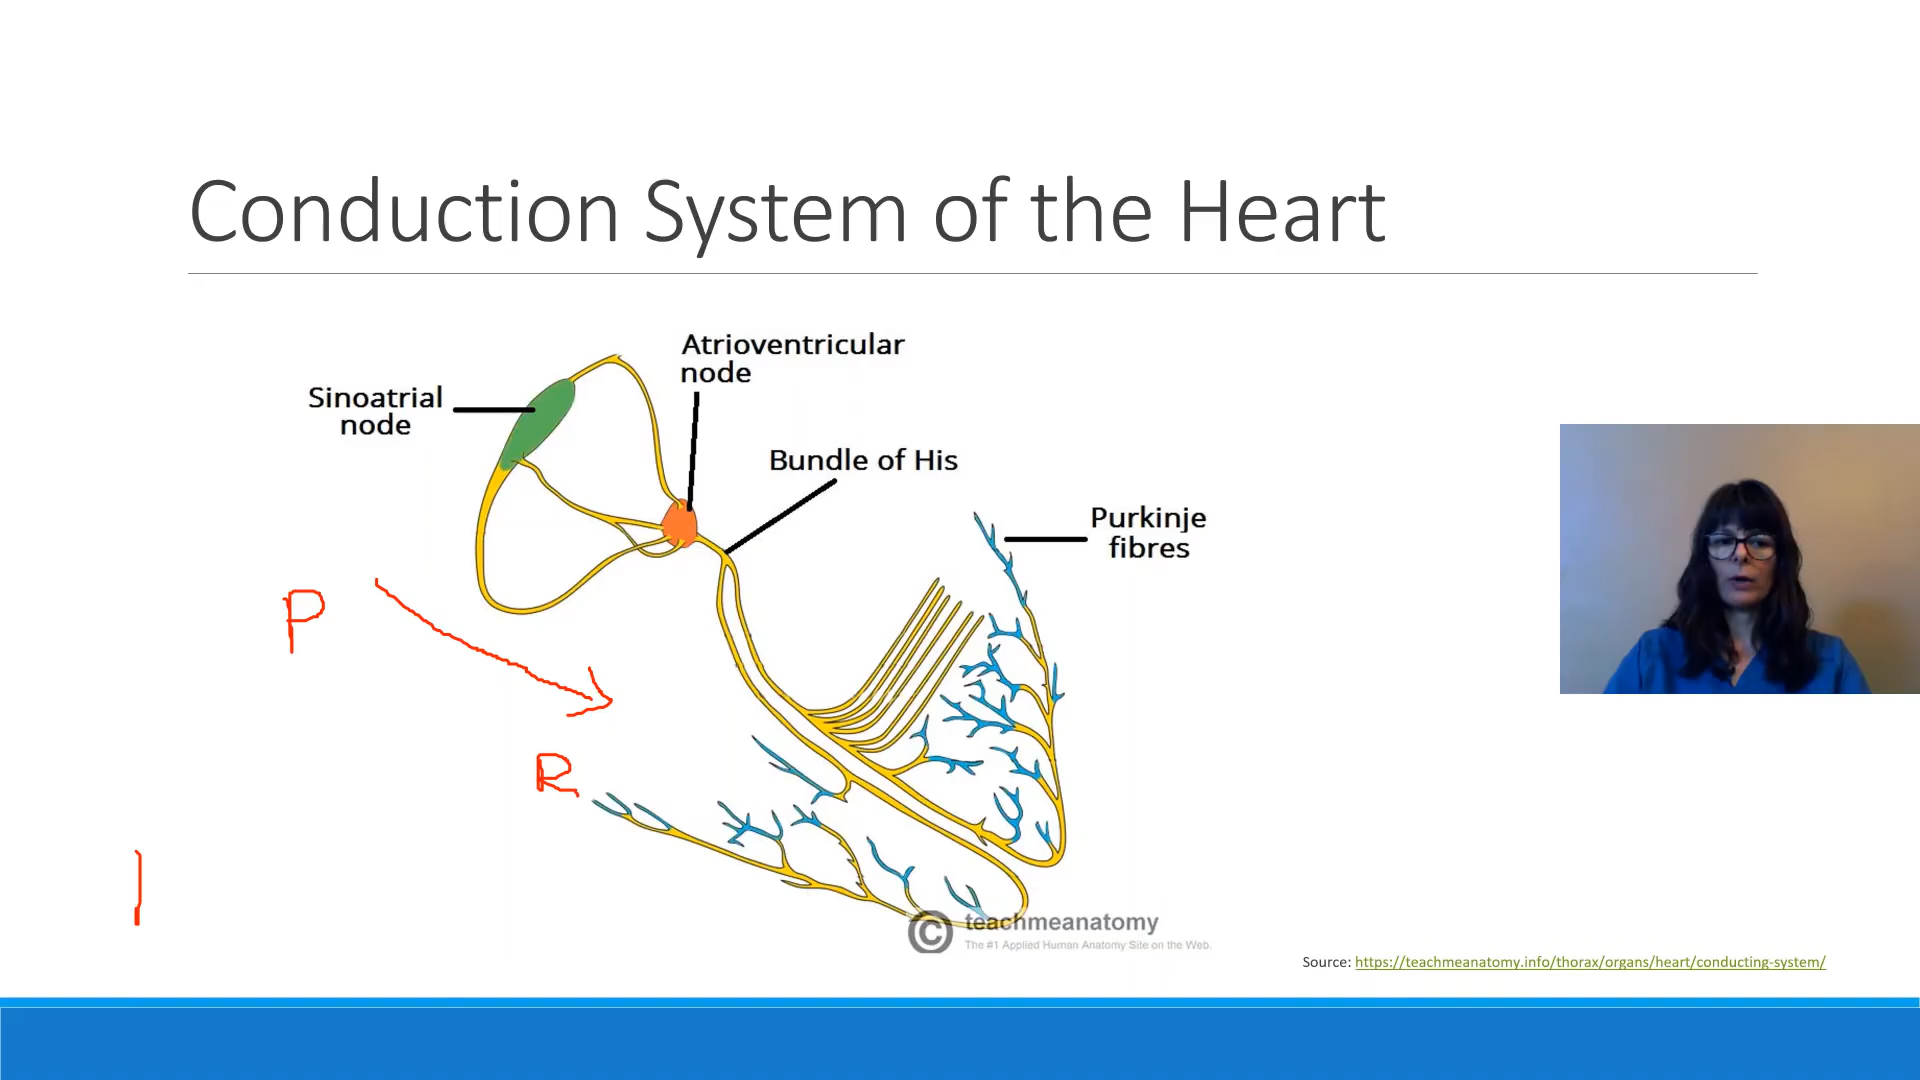 Conduction System of the Heart
Atrioventricular
node
Sinoatrial
node
Bundle of His
Purkinje
fibres
P
R
© teachmeanatomy
The #1 Applied Human Anatomy Site on the Web.
Source: https://teachmeanatomy.info/thorax/organs/heart/conducting-system/